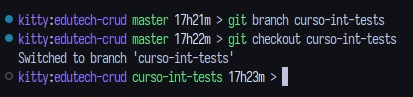 kitty:edutech-crud master 17h21m > git branch curso-int-tests
kitty:edutech-crud master 17h22m > git checkout curso-int-tests
Switched to branch 'curso-int-tests'
kitty:edutech-crud curso-int-tests 17h23m >